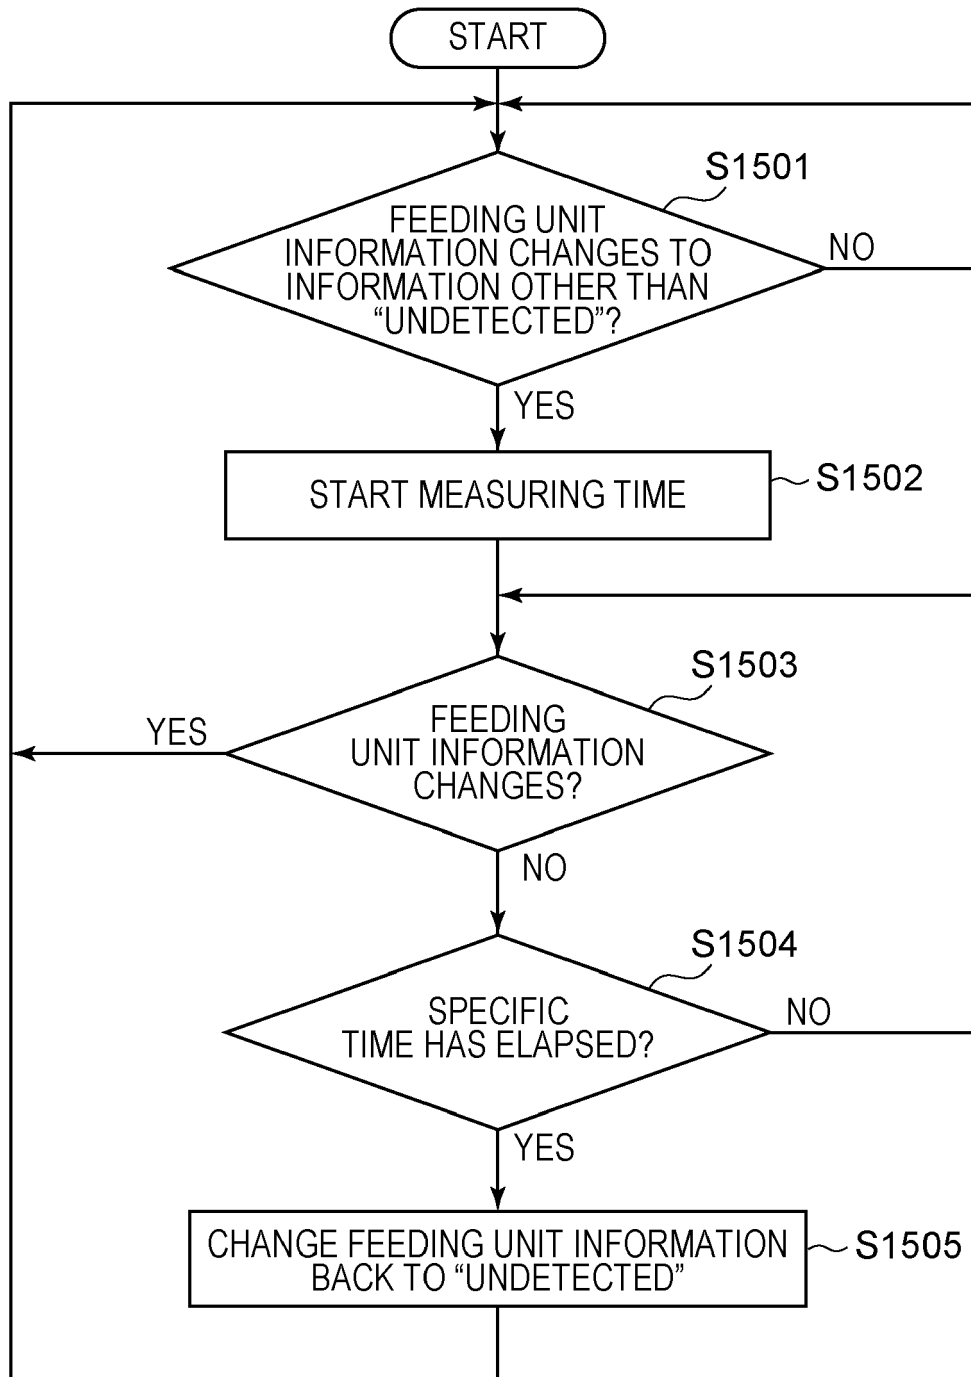 START
S1501
FEEDING UNIT
INFORMATION CHANGES TO
INFORMATION OTHER THAN
“UNDETECTED”?
NO
YES
START MEASURING TIME
S1502
S1503
FEEDING
UNIT INFORMATION
CHANGES?
YES
NO
S1504
SPECIFIC
TIME HAS ELAPSED?
NO
YES
CHANGE FEEDING UNIT INFORMATION
BACK TO “UNDETECTED”
S1505